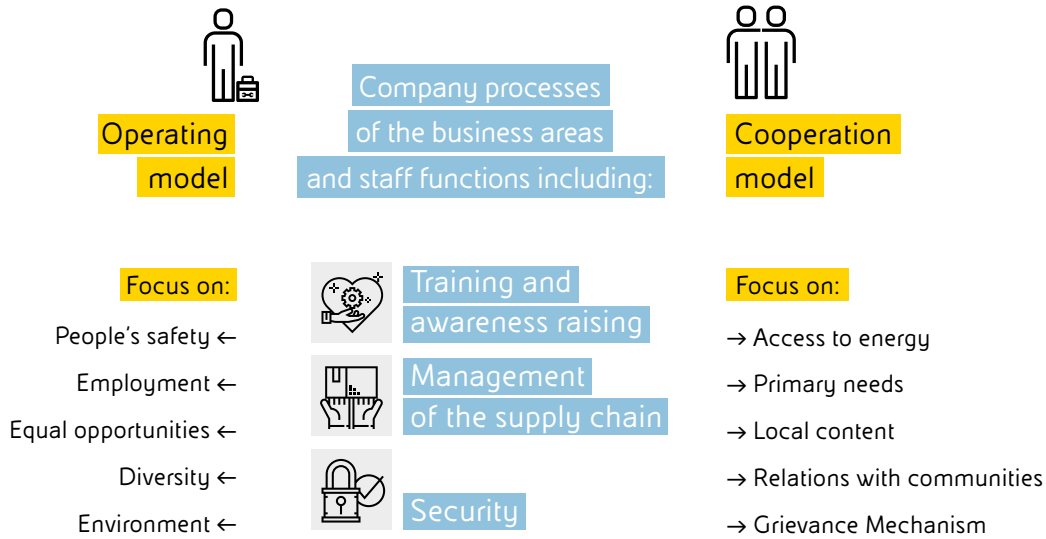 Operating
model
Company processes
of the business areas
and staff functions including:
Cooperation
model
Focus on:
People's safety ←
Employment ←
Equal opportunities ←
Diversity ←
Environment ←
Training and
awareness raising
Management
of the supply chain
Security
Focus on:
→ Access to energy
→ Primary needs
→ Local content
→ Relations with communities
→ Grievance Mechanism